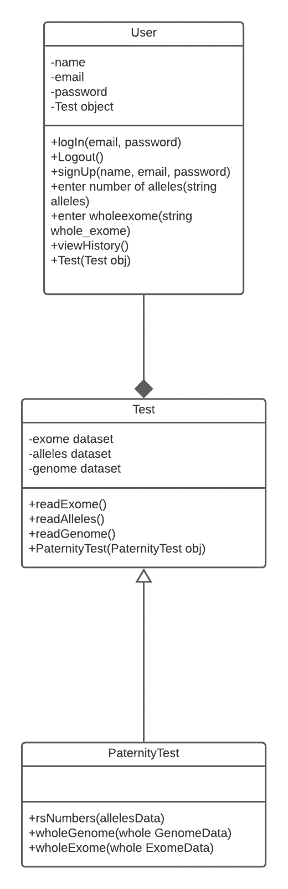 User
-name
-email
-password
-Test object
+logIn(email, password)
+Logout()
+signUp(name, email, password)
+enter number of alleles(string
alleles)
+enter wholeexome(string
whole_exome)
+viewHistory()
+Test(Test obj)
Test
-exome dataset
-alleles dataset
-genome dataset
+readExome()
+readAlleles()
+readGenome()
+PaternityTest(PaternityTest obj)
PaternityTest
+rsNumbers(allelesData)
+wholeGenome(whole GenomeData)
+wholeExome(whole ExomeData)